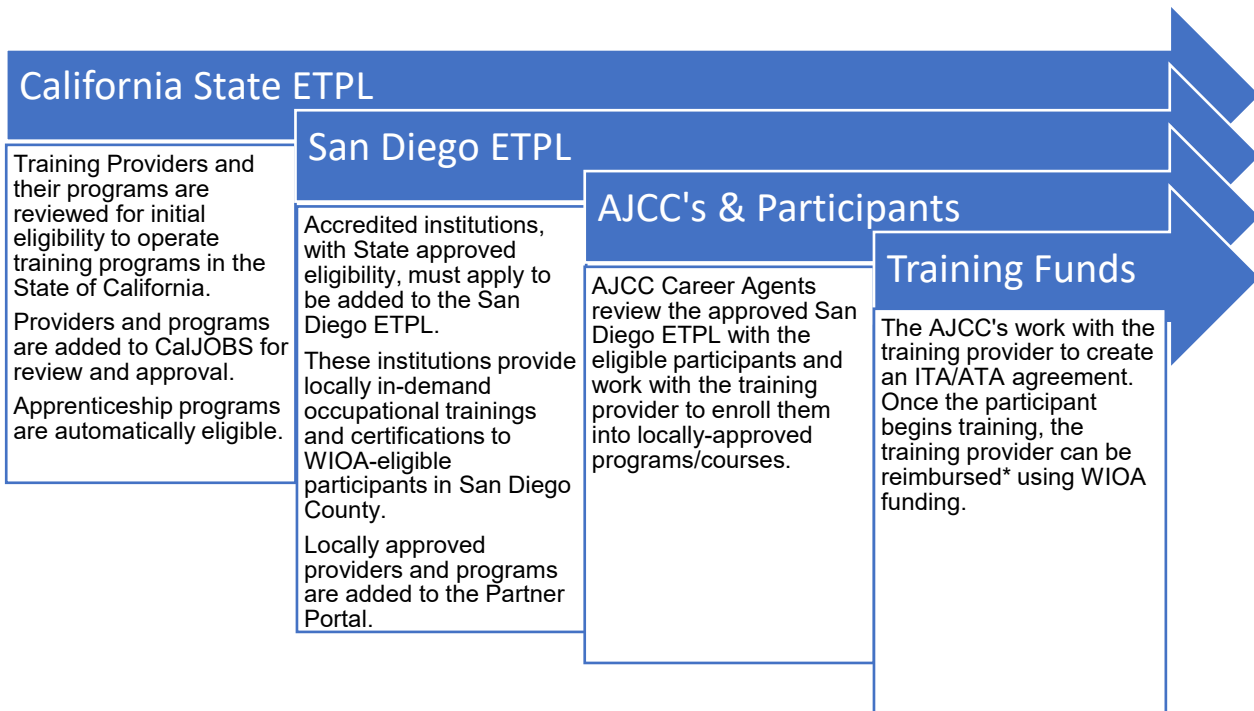 California State ETPL
Training Providers and
their programs are
reviewed for initial
eligibility to operate
training programs in the
State of California.
Providers and programs
are added to CalJOBS for
review and approval.
Apprenticeship programs
are automatically eligible.
San Diego ETPL
Accredited institutions,
with State approved
eligibility, must apply to
be added to the San
Diego ETPL.
These institutions provide
locally in-demand
occupational trainings
and certifications to
WIOA-eligible
participants in San Diego
County.
Locally approved
providers and programs
are added to the Partner
Portal.
AJCC's & Participants
AJCC Career Agents
review the approved San
Diego ETPL with the
eligible participants and
work with the training
provider to enroll them
into locally-approved
programs/courses.
Training Funds
The AJCC's work with the
training provider to create
an ITA/ATA agreement.
Once the participant
begins training, the
training provider can be
reimbursed* using WIOA
funding.